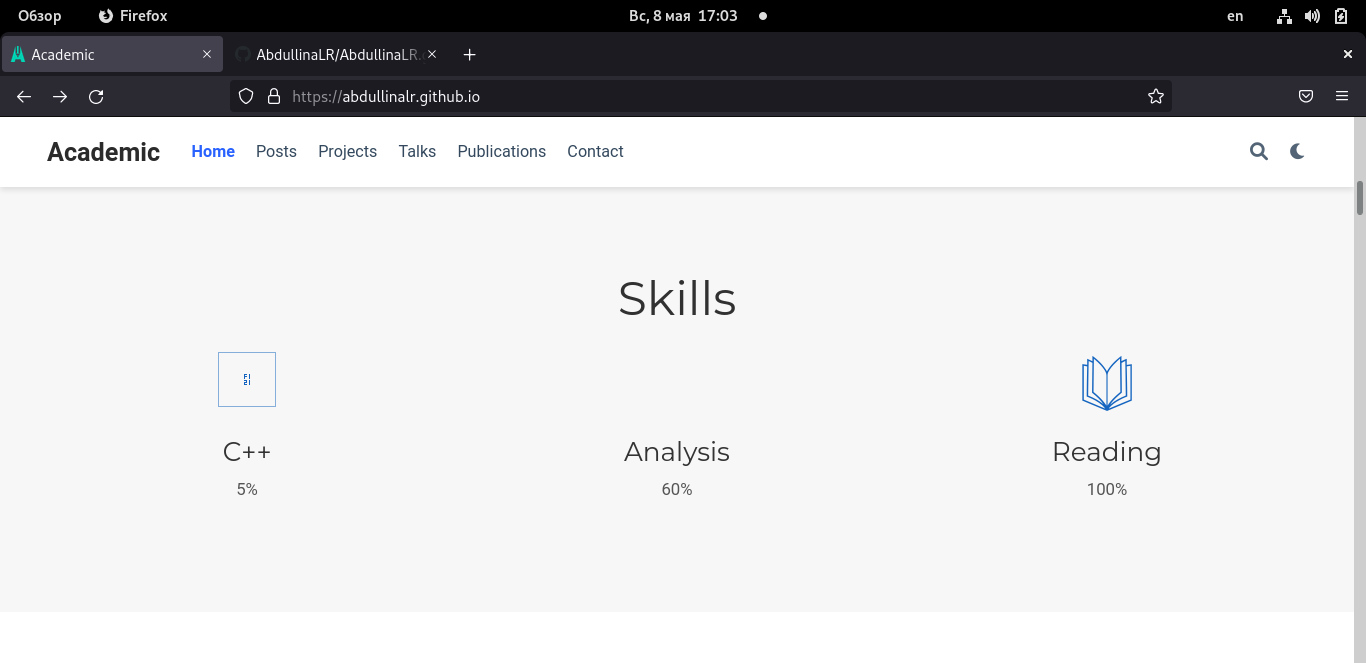 Обзор Firefox Вс, 8 мая 17:03 en
Academic AbdullinaLR/AbdullinaLR.
https://abdullinalr.github.io
Academic Home Posts Projects Talks Publications Contact
Skills
C++ Analysis Reading
5% 60% 100%